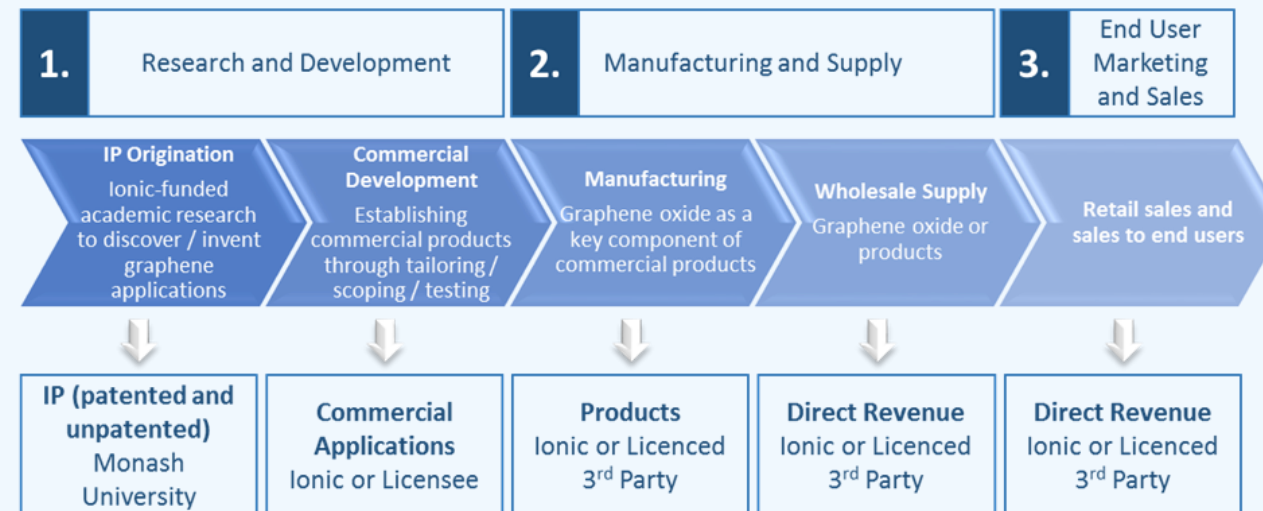 1.
Research and Development
2.
Manufacturing and Supply
3.
End User
Marketing
and Sales
IP Origination
Ionic-funded
academic research
to discover / invent
graphene
applications
Commercial
Development
Establishing
commercial products
through tailoring /
scoping / testing
Manufacturing
Graphene oxide as a
key component of
commercial products
Wholesale Supply
Graphene oxide or
products
Retail sales and
sales to end users
IP (patented and
unpatented)
Monash
University
Commercial
Applications
Ionic or Licensee
Products
Ionic or Licenced
3rd Party
Direct Revenue
Ionic or Licenced
3rd Party
Direct Revenue
Ionic or Licenced
3rd Party